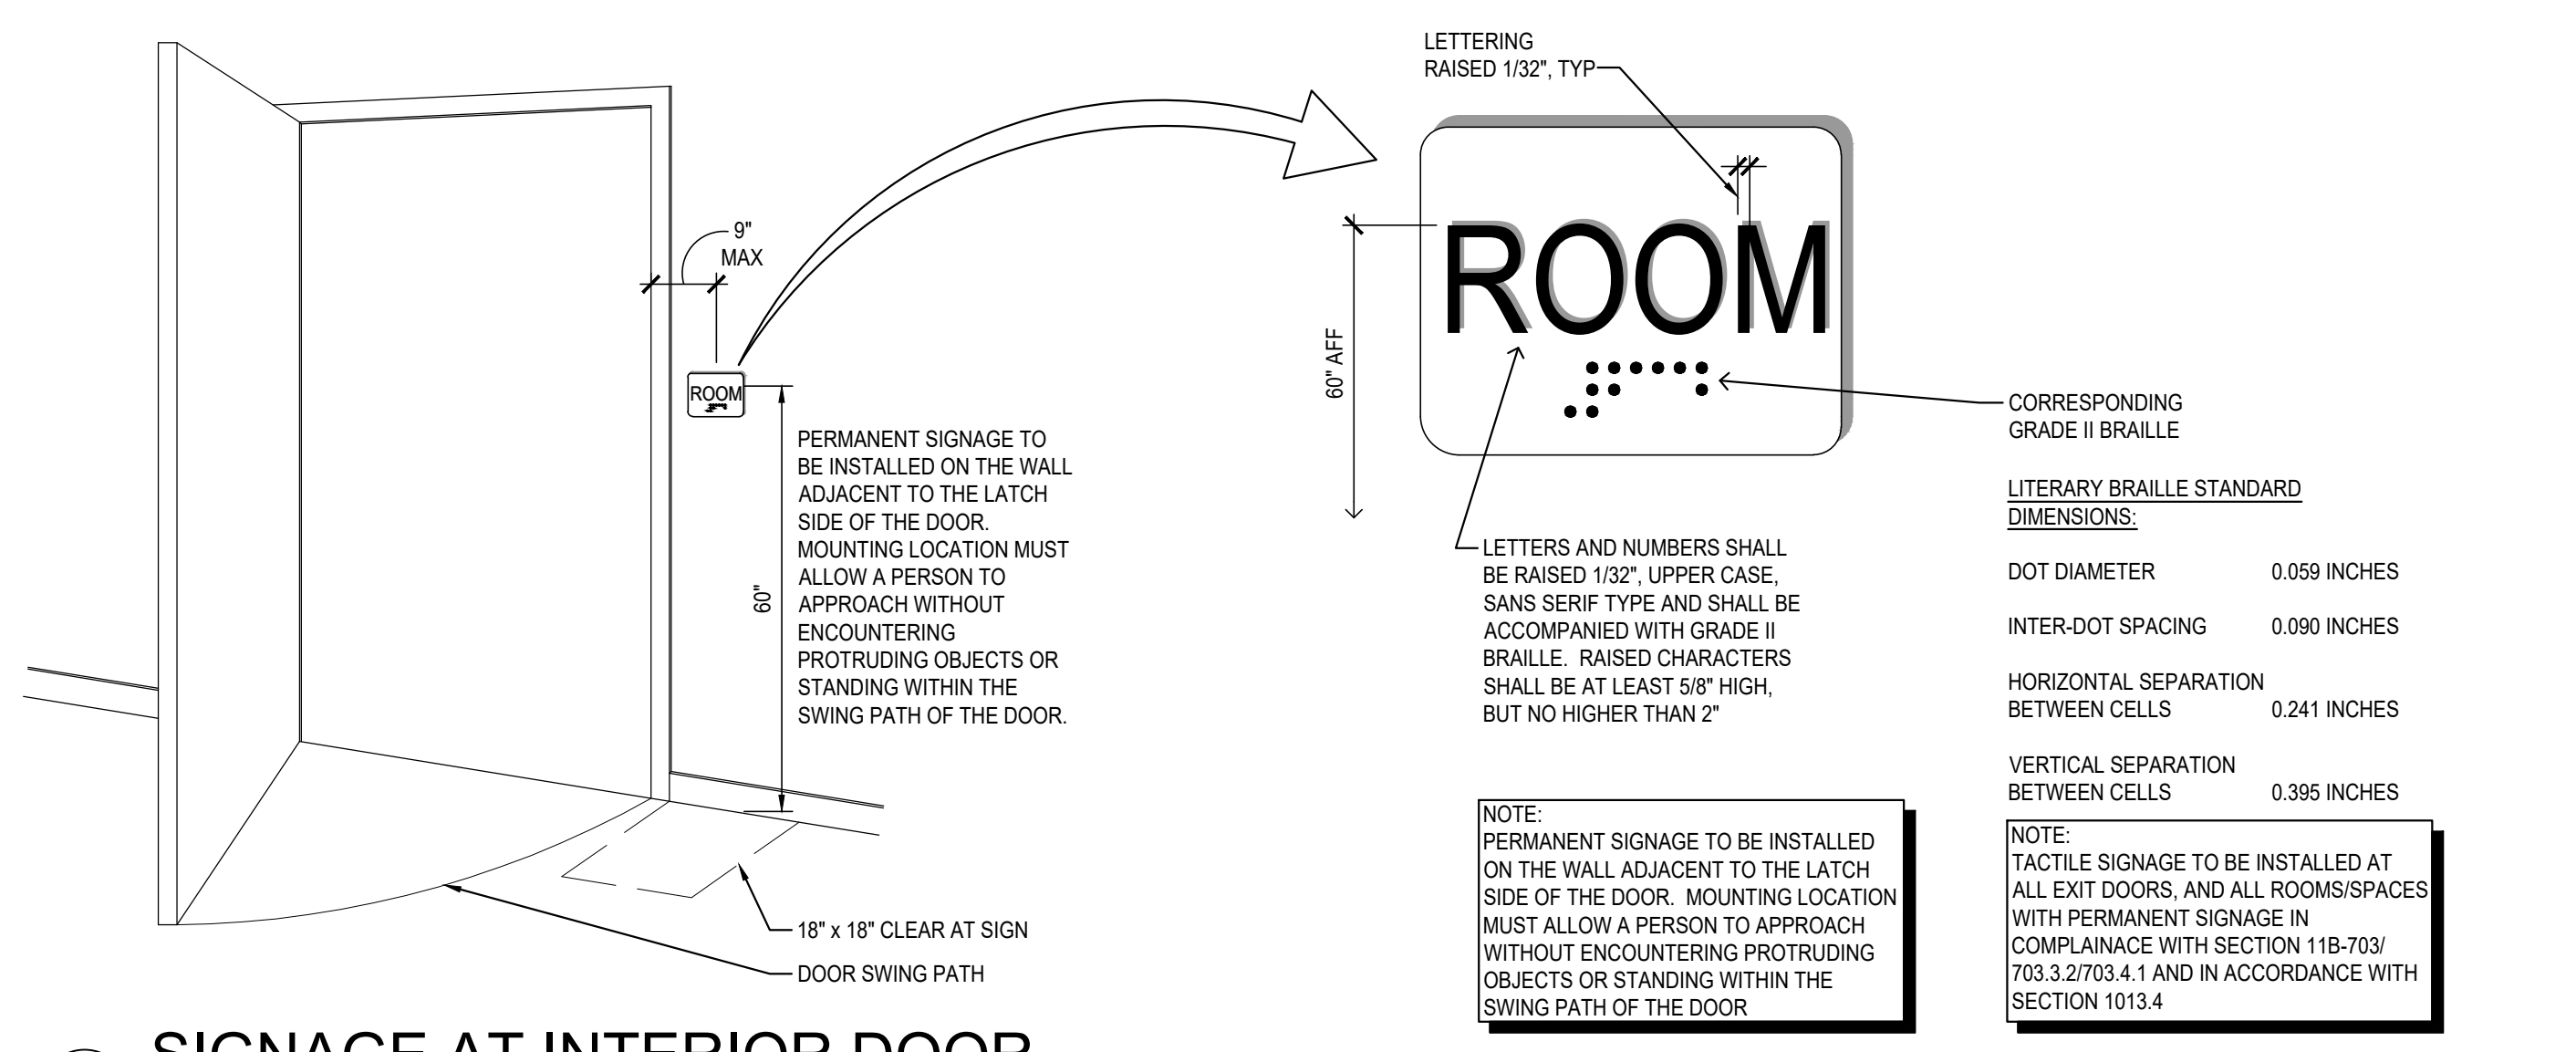 9"
MAX
ROOM
60"
PERMANENT SIGNAGE TO
BE INSTALLED ON THE WALL
ADJACENT TO THE LATCH
SIDE OF THE DOOR.
MOUNTING LOCATION MUST
ALLOW A PERSON TO
APPROACH WITHOUT
ENCOUNTERING
PROTRUDING OBJECTS OR
STANDING WITHIN THE
SWING PATH OF THE DOOR.
18" x 18" CLEAR AT SIGN
DOOR SWING PATH
SIGNAGE AT INTERIOR DOOR
LETTERING
RAISED 1/32", TYP
60" AFF
ROOM
CORRESPONDING
GRADE II BRAILLE
LETTERS AND NUMBERS SHALL
BE RAISED 1/32", UPPER CASE,
SANS SERIF TYPE AND SHALL BE
ACCOMPANIED WITH GRADE II
BRAILLE. RAISED CHARACTERS
SHALL BE AT LEAST 5/8" HIGH,
BUT NO HIGHER THAN 2"
LITERARY BRAILLE STANDARD
DIMENSIONS:
DOT DIAMETER 0.059 INCHES
INTER-DOT SPACING 0.090 INCHES
HORIZONTAL SEPARATION
BETWEEN CELLS 0.241 INCHES
VERTICAL SEPARATION
BETWEEN CELLS 0.395 INCHES
NOTE:
PERMANENT SIGNAGE TO BE INSTALLED
ON THE WALL ADJACENT TO THE LATCH
SIDE OF THE DOOR. MOUNTING LOCATION
MUST ALLOW A PERSON TO APPROACH
WITHOUT ENCOUNTERING PROTRUDING
OBJECTS OR STANDING WITHIN THE
SWING PATH OF THE DOOR
NOTE:
TACTILE SIGNAGE TO BE INSTALLED AT
ALL EXIT DOORS, AND ALL ROOMS/SPACES
WITH PERMANENT SIGNAGE IN
COMPLAINACE WITH SECTION 11B-703/
703.3.2/703.4.1 AND IN ACCORDANCE WITH
SECTION 1013.4